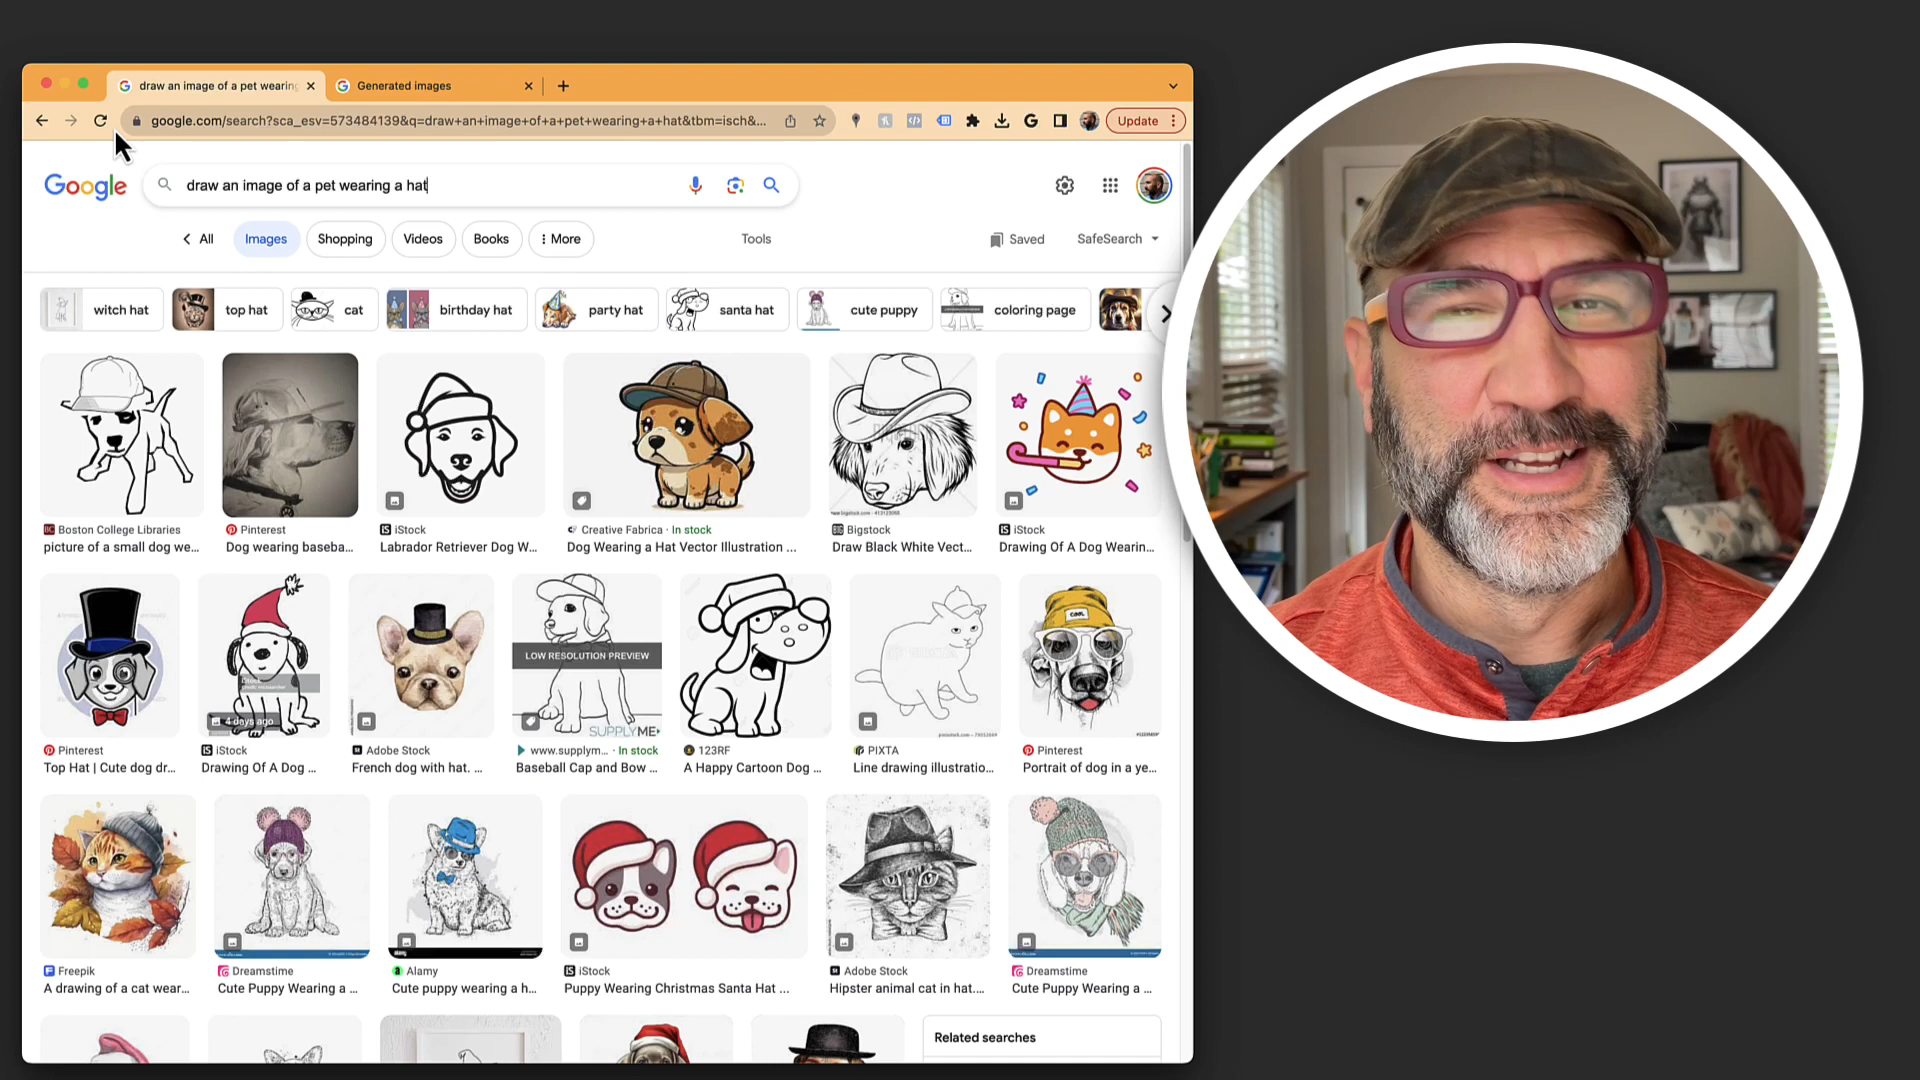 draw an image of a pet wearing
Generated images
google.com/search?sca_esv=573484139&q=draw+an+image+of+a+pet+wearing+a+hat&tbm=isch&...
Update
Google
draw an image of a pet wearing a hat
All
Images
Shopping
Videos
Books
More
Tools
Saved
SafeSearch
witch hat
top hat
cat
birthday hat
party hat
santa hat
cute puppy
coloring page
Boston College Libraries
picture of a small dog we...
Pinterest
Dog wearing baseba...
iStock
Labrador Retriever Dog W...
Creative Fabrica · In stock
Dog Wearing a Hat Vector Illustration ...
Bigstock
Draw Black White Vect...
iStock
Drawing Of A Dog Wearin...
LOW RESOLUTION PREVIEW
SUPPLYME
COOL
4 days ago
Pinterest
Top Hat | Cute dog dr...
iStock
Drawing Of A Dog ...
Adobe Stock
French dog with hat. ...
www.supplym... · In stock
Baseball Cap and Bow ...
123RF
A Happy Cartoon Dog ...
PIXTA
Line drawing illustratio...
Pinterest
Portrait of dog in a ye...
Freepik
A drawing of a cat wear...
Dreamstime
Cute Puppy Wearing a ...
Alamy
Cute puppy wearing a h...
iStock
Puppy Wearing Christmas Santa Hat ...
Adobe Stock
Hipster animal cat in hat....
Dreamstime
Cute Puppy Wearing a ...
Related searches